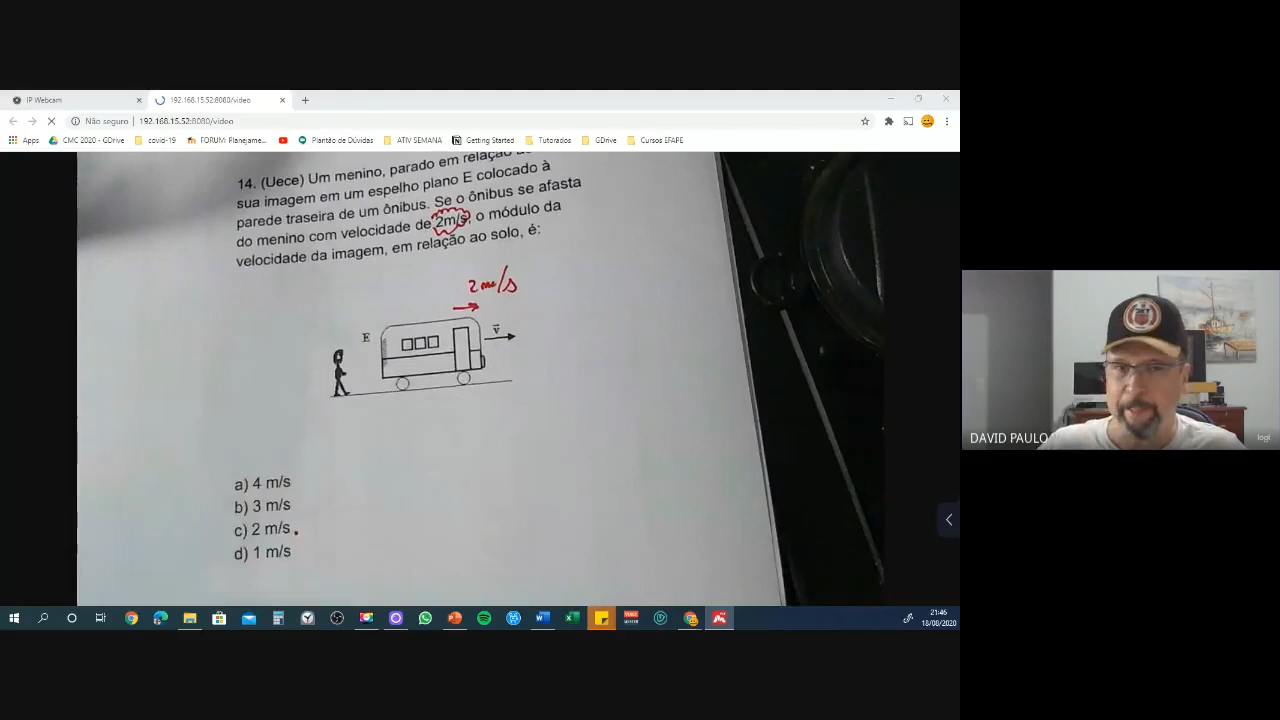 IP Webcam
192.168.15.52:8080/video
Não seguro
192.168.15.52:8080/video
Apps
CMC 2020 - GDrive
covid-19
FORUM: Planejame...
Plantão de Dúvidas
ATIV SEMANA
Getting Started
Tutorados
GDrive
Cursos EFAPE
14. (Uece) Um menino, parado em relação
sua imagem em um espelho plano E colocado à
parede traseira de um ônibus. Se o ônibus se afasta
do menino com velocidade de 2m/s, o módulo da
velocidade da imagem, em relação ao solo, é:
2 m/s
E
v
a) 4 m/s
b) 3 m/s
c) 2 m/s
d) 1 m/s
DAVID PAULO
logi
21:46
18/08/2020